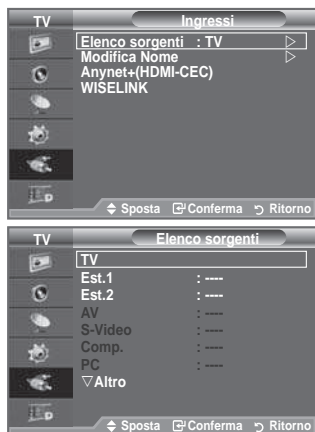 TV Ingressi
Elenco sorgenti : TV ▷
Modifica Nome ▷
Anynet+(HDMI-CEC)
WISELINK
Sposta Conferma Ritorno
TV Elenco sorgenti
TV
Est.1 : ----
Est.2 : ----
AV : ----
S-Video : ----
Comp. : ----
PC : ----
▽Altro
Sposta Conferma Ritorno